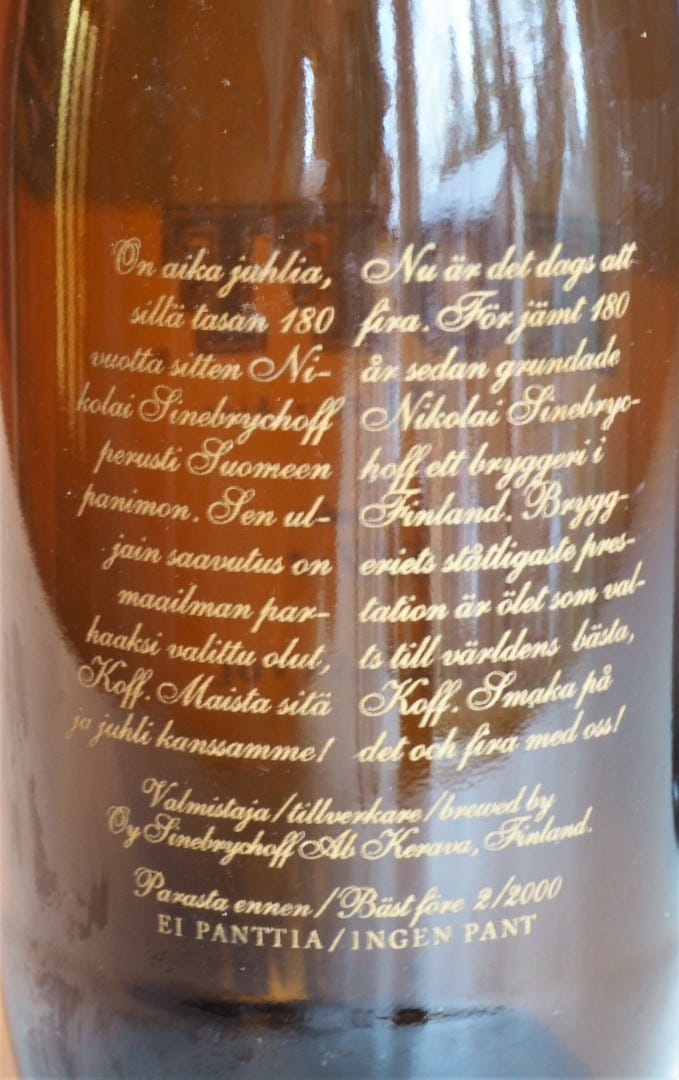 On aika juhlia,
sillä tasan 180
vuotta sitten Ni-
kolai Sinebrychoff
perusti Suomeen
panimon. Sen ul-
jain saavutus on
maailman par-
haaksi valittu olut,
Koff. Maista sitä
ja juhli kanssamme!
Nu är det dags att
fira. För jämt 180
år sedan grundade
Nikolai Sinebryc-
hoff ett bryggeri i
Finland. Brygg-
eriets ståtligaste pres-
tation är ölet som val-
ts till världens bästa,
Koff. Smaka på
det och fira med oss!
Valmistaja/tillverkare/brewed by
Oy Sinebrychoff Ab Kerava, Finland.
Parasta ennen/Bäst före 2/2000
EI PANTTIA/INGEN PANT